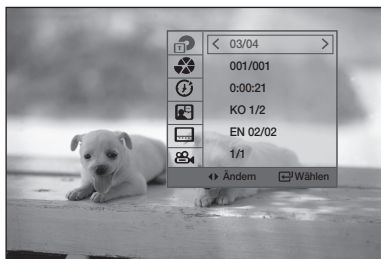 < 03/04 >
001/001
0:00:21
KO 1/2
EN 02/02
1/1
Ändern Wählen